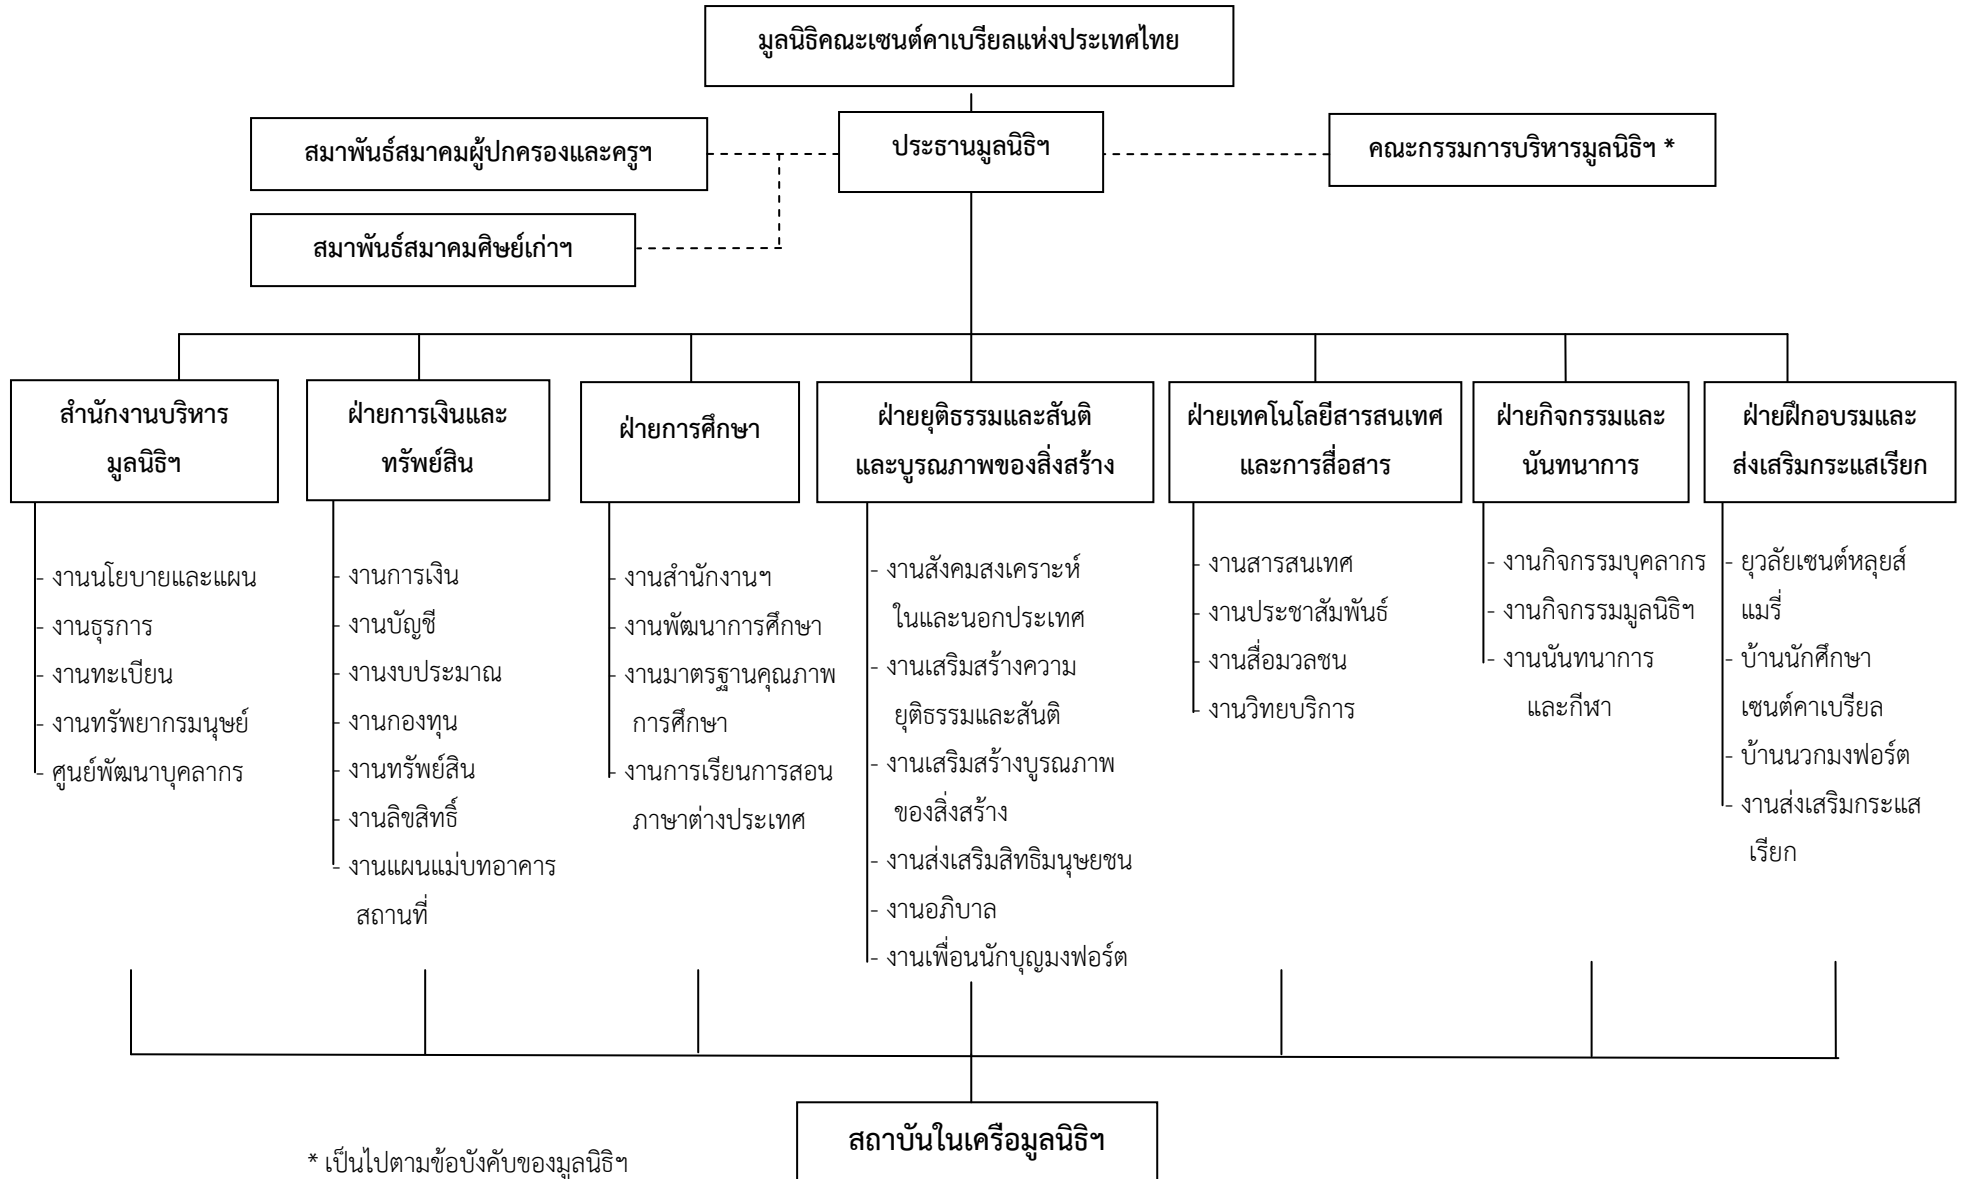 มูลนิธิคณะเซนต์คาเบรียลแห่งประเทศไทย
สมาพันธ์สมาคมผู้ปกครองและครูฯ
ประธานมูลนิธิฯ
คณะกรรมการบริหารมูลนิธิฯ *
สมาพันธ์สมาคมศิษย์เก่าฯ
สำนักงานบริหาร
มูลนิธิฯ
- งานนโยบายและแผน
- งานธุรการ
- งานทะเบียน
- งานทรัพยากรมนุษย์
- ศูนย์พัฒนาบุคลากร
ฝ่ายการเงินและ
ทรัพย์สิน
- งานการเงิน
- งานบัญชี
- งานงบประมาณ
- งานกองทุน
- งานทรัพย์สิน
- งานลิขสิทธิ์
- งานแผนแม่บทอาคาร
สถานที่
ฝ่ายการศึกษา
- งานสำนักงานฯ
- งานพัฒนาการศึกษา
- งานมาตรฐานคุณภาพ
การศึกษา
- งานการเรียนการสอน
ภาษาต่างประเทศ
ฝ่ายยุติธรรมและสันติ
และบูรณภาพของสิ่งสร้าง
- งานสังคมสงเคราะห์
ในและนอกประเทศ
- งานเสริมสร้างความ
ยุติธรรมและสันติ
- งานเสริมสร้างบูรณภาพ
ของสิ่งสร้าง
- งานส่งเสริมสิทธิมนุษยชน
- งานอภิบาล
- งานเพื่อนนักบุญมงฟอร์ต
ฝ่ายเทคโนโลยีสารสนเทศ
และการสื่อสาร
- งานสารสนเทศ
- งานประชาสัมพันธ์
- งานสื่อมวลชน
- งานวิทยบริการ
ฝ่ายกิจกรรมและ
นันทนาการ
- งานกิจกรรมบุคลากร
- งานกิจกรรมมูลนิธิฯ
- งานนันทนาการ
และกีฬา
ฝ่ายฝึกอบรมและ
ส่งเสริมกระแสเรียก
- ยุวลัยเซนต์หลุยส์
แมรี่
- บ้านนักศึกษา
เซนต์คาเบรียล
- บ้านนวกมงฟอร์ต
- งานส่งเสริมกระแส
เรียก
สถาบันในเครือมูลนิธิฯ
* เป็นไปตามข้อบังคับของมูลนิธิฯ